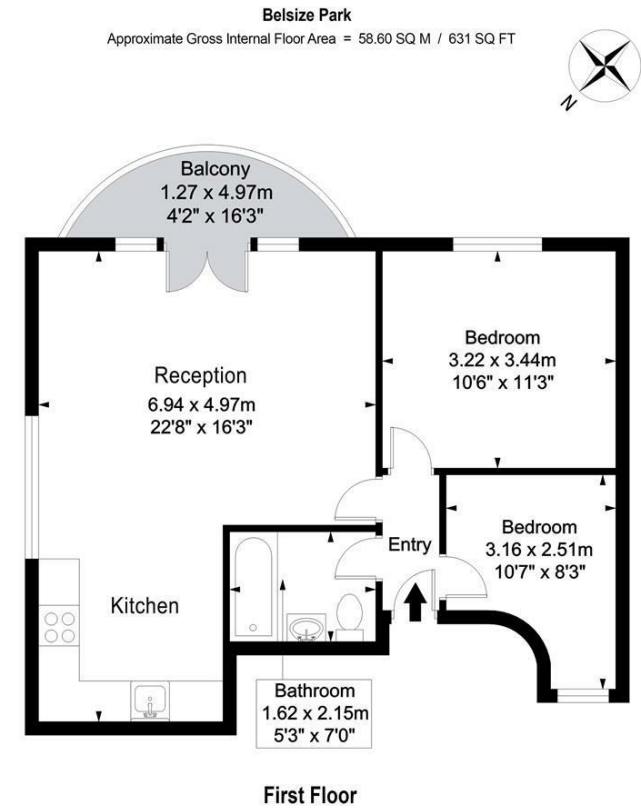 Belsize Park
Approximate Gross Internal Floor Area = 58.60 SQ M / 631 SQ FT
N
Balcony
1.27 x 4.97m
4'2" x 16'3"
Reception
6.94 x 4.97m
22'8" x 16'3"
Bedroom
3.22 x 3.44m
10'6" x 11'3"
Entry
Bedroom
3.16 x 2.51m
10'7" x 8'3"
Kitchen
Bathroom
1.62 x 2.15m
5'3" x 7'0"
First Floor